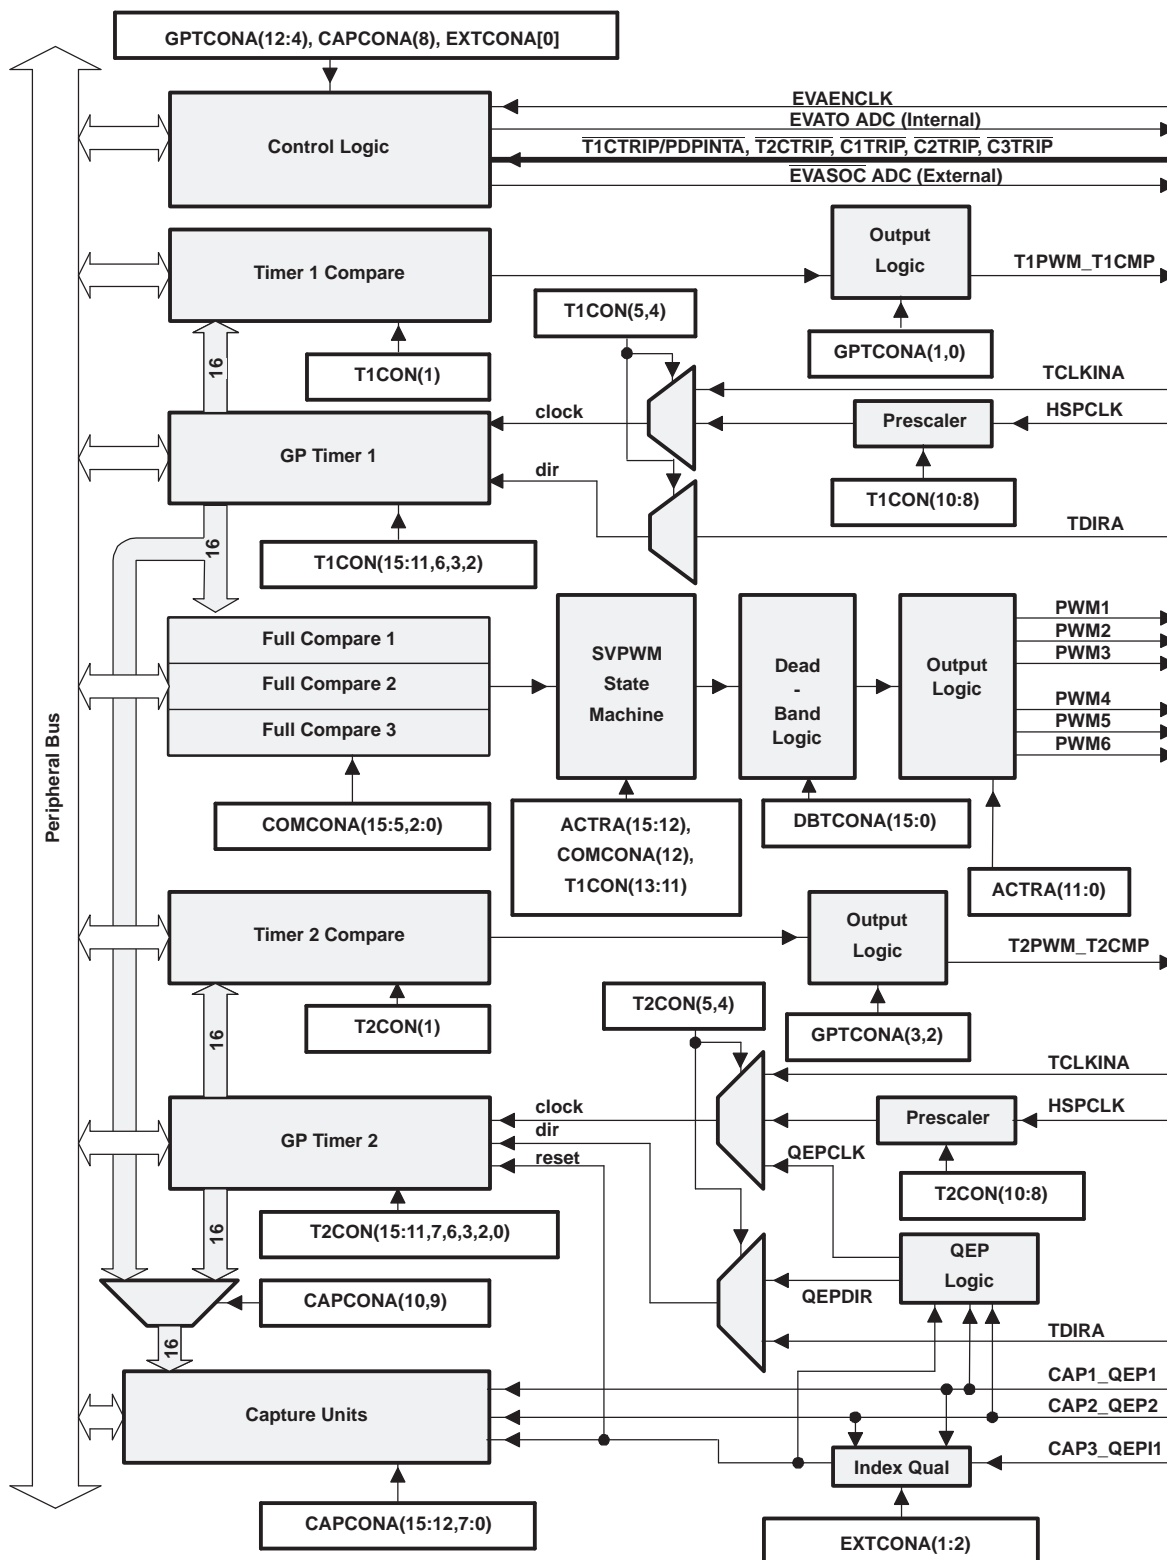 GPTCONA(12:4), CAPCONA(8), EXTCONA[0]
EVAENCLK
EVATO ADC (Internal)
Control Logic
T1CTRIP/PDPINTA, T2CTRIP, C1TRIP, C2TRIP, C3TRIP
EVASOC ADC (External)
Timer 1 Compare
Output
Logic
T1PWM_T1CMP
T1CON(5,4)
GPTCONA(1,0)
16
T1CON(1)
TCLKINA
clock
Prescaler
HSPCLK
GP Timer 1
dir
T1CON(10:8)
TDIRA
16
T1CON(15:11,6,3,2)
Full Compare 1
Full Compare 2
Full Compare 3
SVPWM
State
Machine
Dead
-
Band
Logic
Output
Logic
PWM1
PWM2
PWM3
PWM4
PWM5
PWM6
Peripheral Bus
COMCONA(15:5,2:0)
ACTRA(15:12),
COMCONA(12),
T1CON(13:11)
DBTCONA(15:0)
ACTRA(11:0)
Timer 2 Compare
Output
Logic
T2PWM_T2CMP
T2CON(5,4)
T2CON(1)
GPTCONA(3,2)
16
TCLKINA
clock
Prescaler
HSPCLK
GP Timer 2
dir
reset
QEPCLK
T2CON(10:8)
16
T2CON(15:11,7,6,3,2,0)
QEP
Logic
CAPCONA(10,9)
QEPDIR
TDIRA
16
CAP1_QEP1
Capture Units
CAP2_QEP2
Index Qual
CAP3_QEPI1
CAPCONA(15:12,7:0)
EXTCONA(1:2)